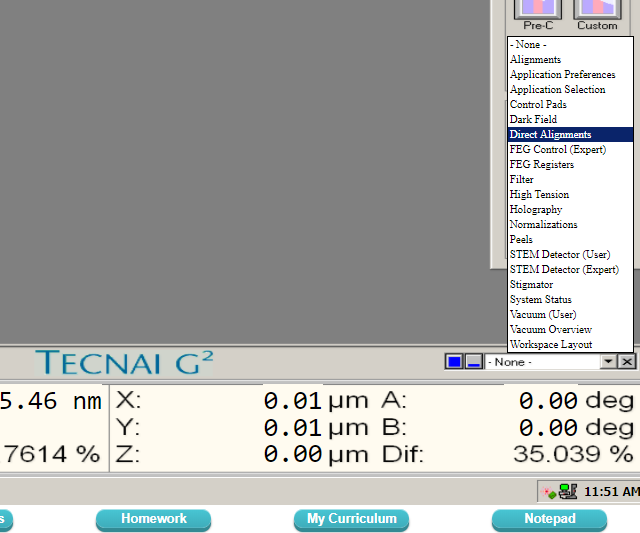 Pre-C Custom
- None -
Alignments
Application Preferences
Application Selection
Control Pads
Dark Field
Direct Alignments
FEG Control (Expert)
FEG Registers
Filter
High Tension
Holography
Normalizations
Peels
STEM Detector (User)
STEM Detector (Expert)
Stigmator
System Status
Vacuum (User)
Vacuum Overview
Workspace Layout
TECNAI G² - None -
5.46 nm X: 0.01 µm A: 0.00 deg
Y: 0.01 µm B: 0.00 deg
7614 % Z: 0.00 µm Dif: 35.039 %
11:51 AM
s Homework My Curriculum Notepad